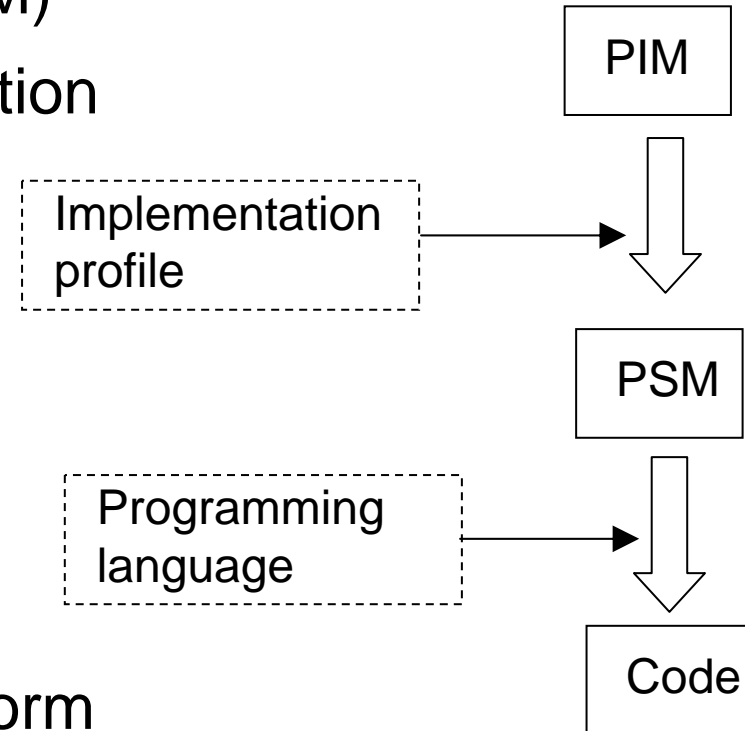 PIM
Implementation
profile
PSM
Programming
language
Code